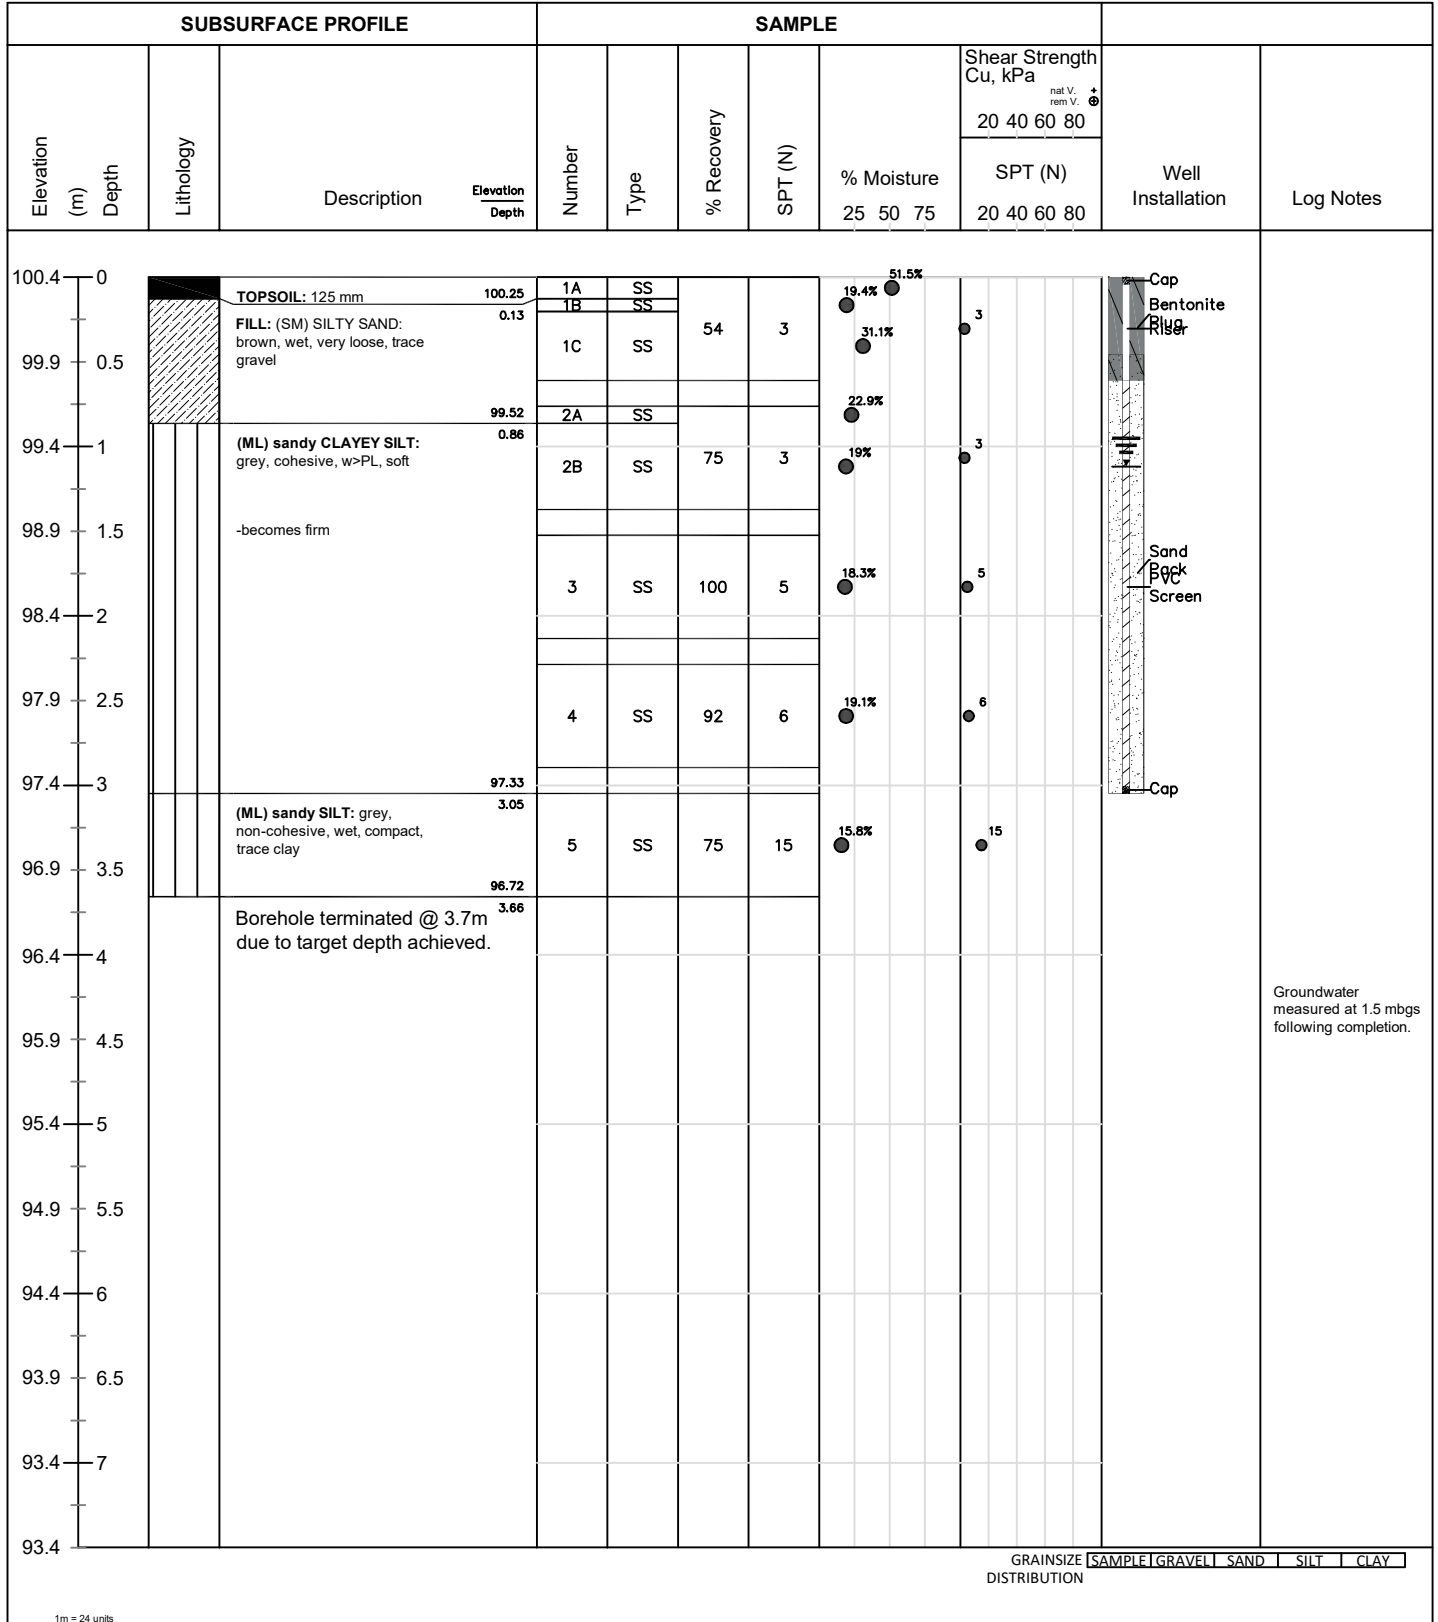 SUBSURFACE PROFILE
SAMPLE
Elevation
(m)
Depth
Lithology
Description
Elevation
Depth
Number
Type
% Recovery
SPT (N)
% Moisture
25 50 75
Shear Strength
Cu, kPa
nat V. +
rem V. ⊕
20 40 60 80
SPT (N)
20 40 60 80
Well
Installation
Log Notes
100.4 0
99.9 0.5
99.4 1
98.9 1.5
98.4 2
97.9 2.5
97.4 3
96.9 3.5
96.4 4
95.9 4.5
95.4 5
94.9 5.5
94.4 6
93.9 6.5
93.4 7
93.4
TOPSOIL: 125 mm
100.25
0.13
FILL: (SM) SILTY SAND:
brown, wet, very loose, trace
gravel
99.52
0.86
(ML) sandy CLAYEY SILT:
grey, cohesive, w>PL, soft
-becomes firm
97.33
3.05
(ML) sandy SILT: grey,
non-cohesive, wet, compact,
trace clay
96.72
3.66
Borehole terminated @ 3.7m
due to target depth achieved.
1A SS
1B SS
1C SS
54 3
2A SS
2B SS
75 3
3 SS 100 5
4 SS 92 6
5 SS 75 15
51.5%
19.4%
31.1%
22.9%
19%
18.3%
19.1%
15.8%
3
3
5
6
15
Cap
Bentonite
Plug
Riser
Sand
Pack
PVC
Screen
Cap
Groundwater
measured at 1.5 mbgs
following completion.
GRAINSIZE
DISTRIBUTION
SAMPLE GRAVEL SAND SILT CLAY
1m = 24 units